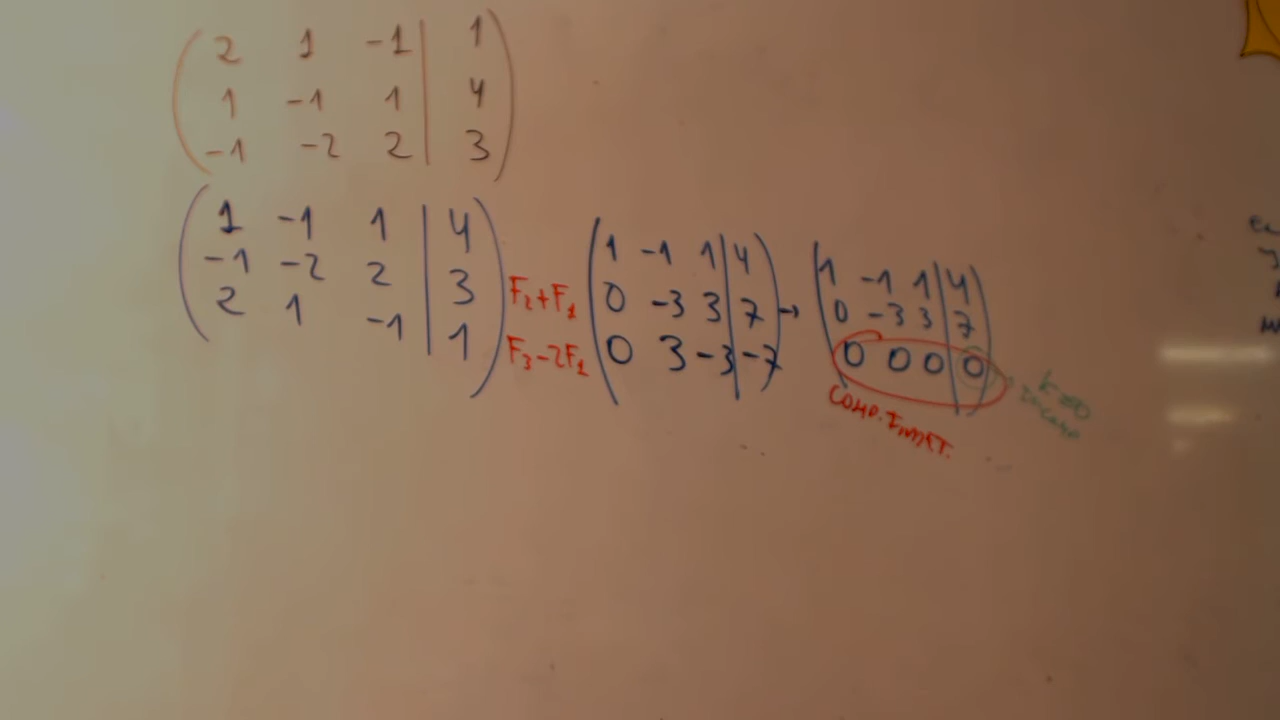 2 1 -1 | 1
1 -1 1 | 4
-1 -2 2 | 3
1 -1 1 | 4
-1 -2 2 | 3
2 1 -1 | 1
F₂+F₁
F₃-2F₁
1 -1 1 | 4
0 -3 3 | 7
0 3 -3 | -7
→
1 -1 1 | 4
0 -3 3 | 7
0 0 0 | 0
COMP. INDET.